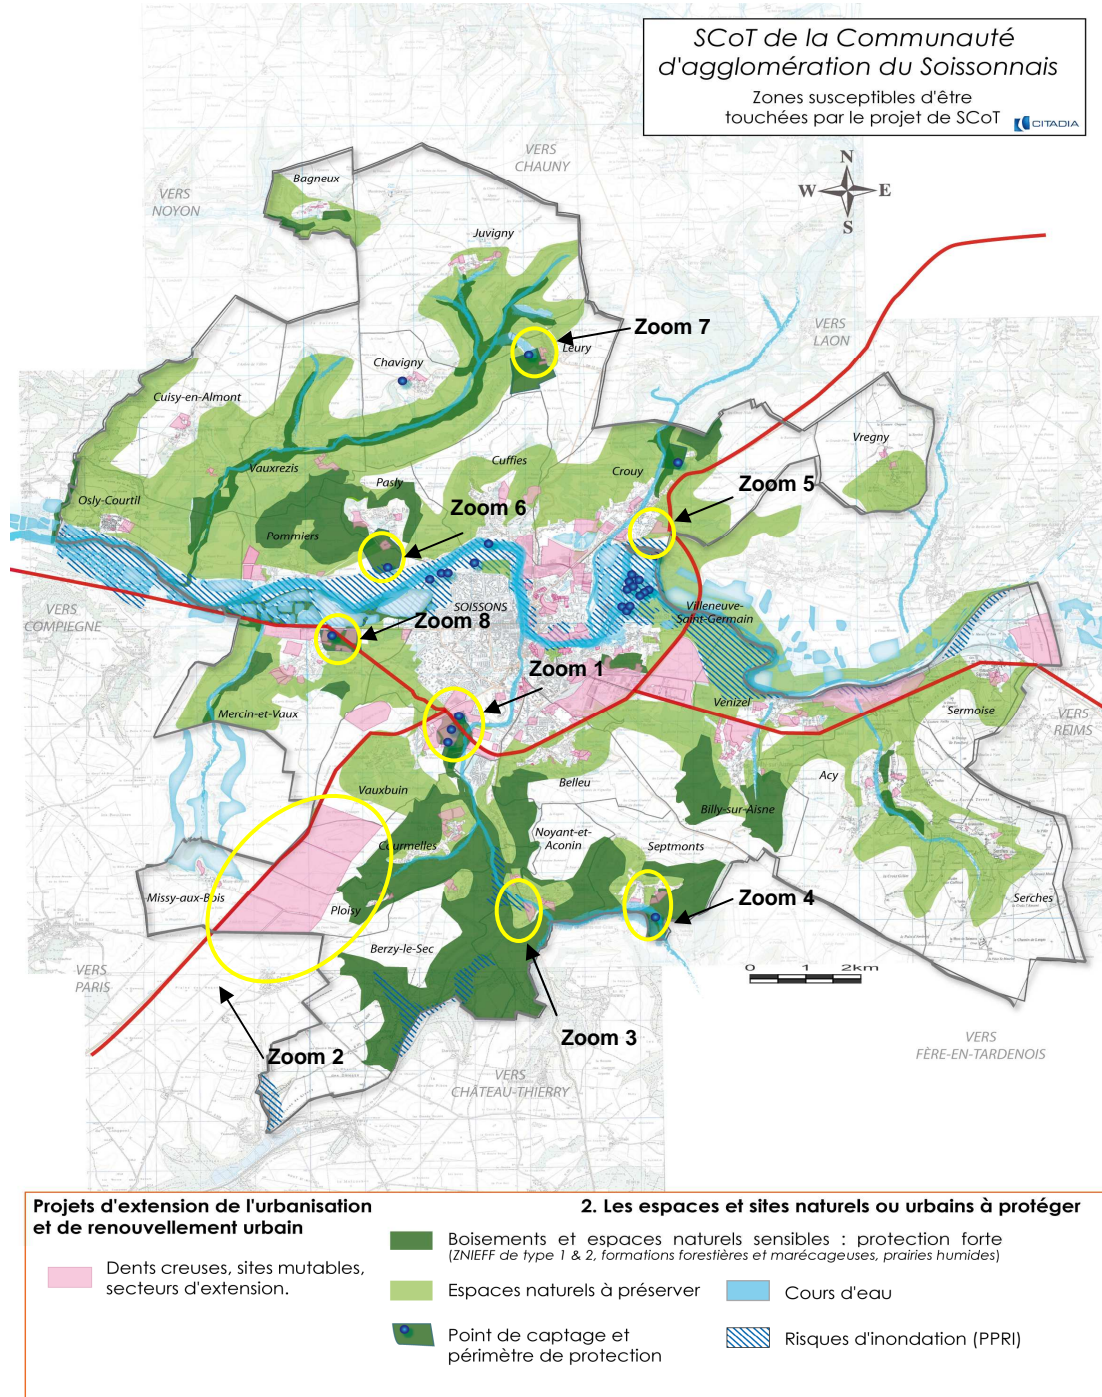 SCoT de la Communauté
d'agglomération du Soissonnais
Zones susceptibles d'être
touchées par le projet de SCoT
CITADIA
VERS
CHAUNY
N
W
E
S
VERS
NOYON
Bagneux
Juvigny
Zoom 7
VERS
LAON
Leury
Chavigny
Cuisy-en-Almont
Vregny
Cuffies
Crouy
Vauxrezis
Pasly
Zoom 5
Osly-Courtil
Zoom 6
Pommiers
VERS
COMPIEGNE
SOISSONS
Villeneuve-
Saint-Germain
Zoom 8
Zoom 1
Mercin-et-Vaux
Venizel
Sermoise
VERS
REIMS
Acy
Belleu
Vauxbuin
Billy-sur-Aisne
Courmelles
Noyant-et-
Aconin
Septmonts
Missy-aux-Bois
Ploisy
Zoom 4
Serches
Berzy-le-Sec
VERS
PARIS
0 1 2km
Zoom 3
Zoom 2
VERS
FÈRE-EN-TARDENOIS
VERS
CHÂTEAU-THIERRY
Projets d'extension de l'urbanisation
et de renouvellement urbain
Dents creuses, sites mutables,
secteurs d'extension.
2. Les espaces et sites naturels ou urbains à protéger
Boisements et espaces naturels sensibles : protection forte
(ZNIEFF de type 1 & 2, formations forestières et marécageuses, prairies humides)
Espaces naturels à préserver
Cours d'eau
Point de captage et
périmètre de protection
Risques d'inondation (PPRI)